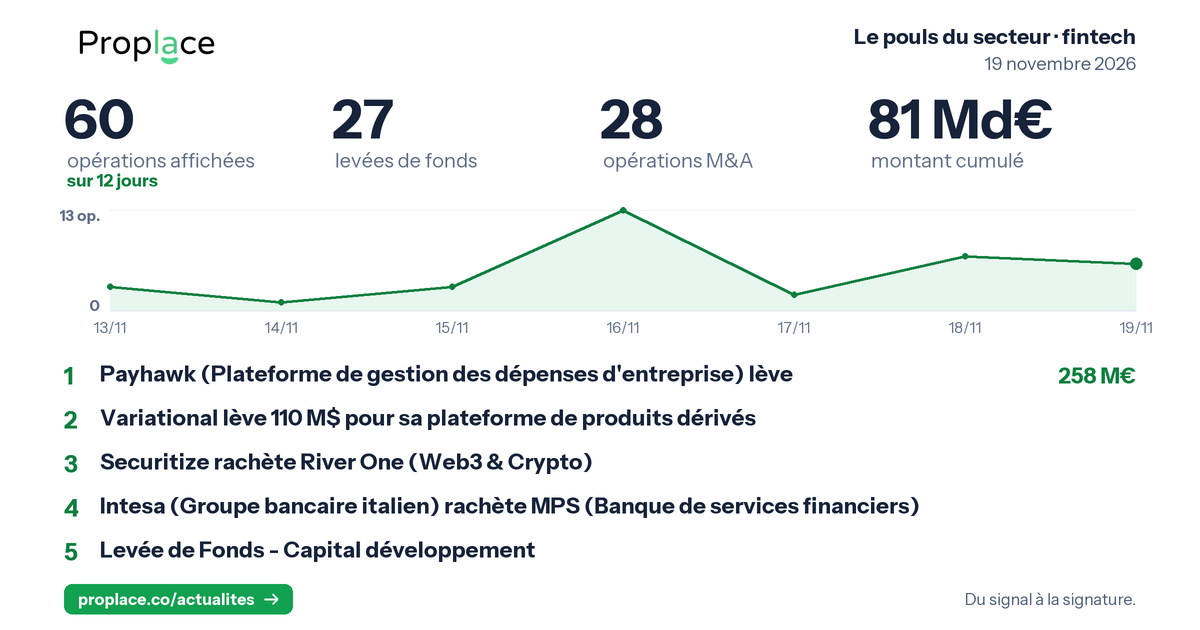 Proplace
Le pouls du secteur · fintech
19 novembre 2026
60
27
28
81 Md€
opérations affichées
levées de fonds
opérations M&A
montant cumulé
sur 12 jours
13 op.
0
13/11
14/11
15/11
16/11
17/11
18/11
19/11
1 Payhawk (Plateforme de gestion des dépenses d'entreprise) lève 258 M€
2 Variational lève 110 M$ pour sa plateforme de produits dérivés
3 Securitize rachète River One (Web3 & Crypto)
4 Intesa (Groupe bancaire italien) rachète MPS (Banque de services financiers)
5 Levée de Fonds - Capital développement
proplace.co/actualites →
Du signal à la signature.